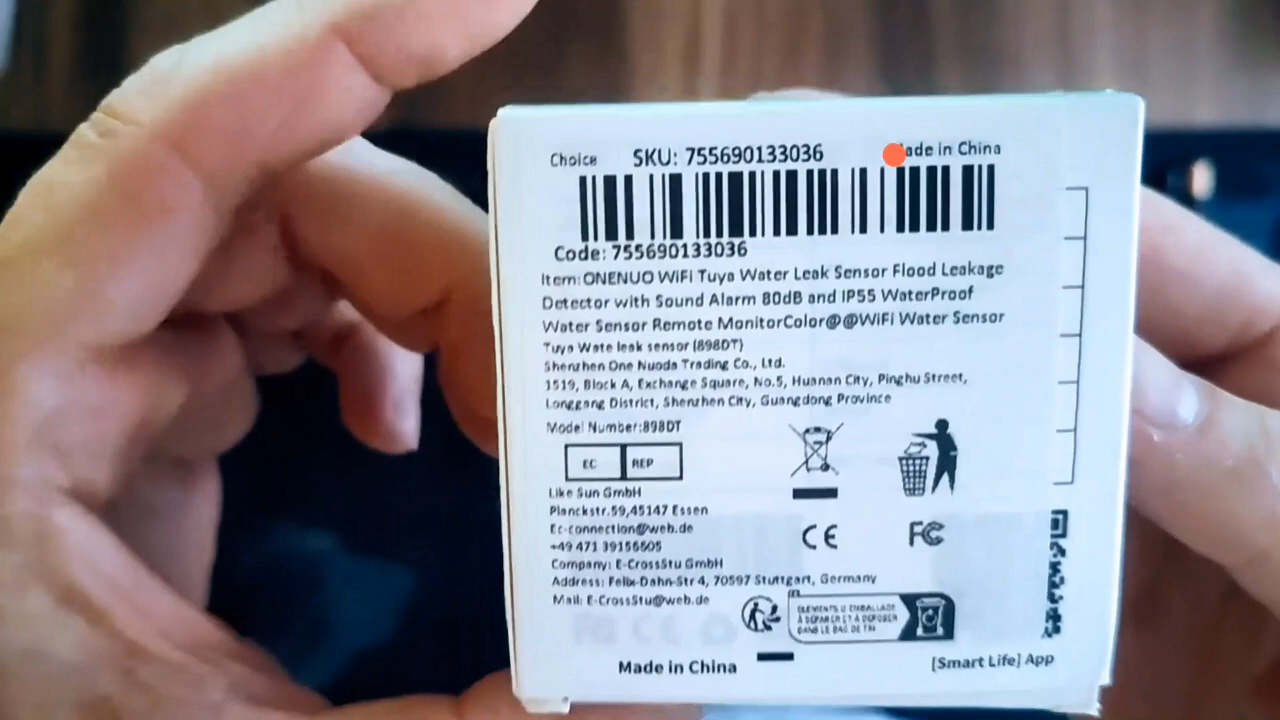 Choice SKU: 755690133036 ade in China
Code: 755690133036
Item:ONENUO WiFi Tuya Water Leak Sensor Flood Leakage
Detector with Sound Alarm 80dB and IP55 WaterProof
Water Sensor Remote MonitorColor@@WiFi Water Sensor
Tuya Wate leak sensor (898DT)
Shenzhen One Nuoda Trading Co., Ltd.
1519, Block A, Exchange Square, No.5, Huanan City, Pinghu Street,
Longgang District, Shenzhen City, Guangdong Province
Model Number:898DT
EC REP
Like Sun GmbH
Planckstr.59,45147 Essen
Ec-connection@web.de
+49 471 39156605
Company: E-CrossStu GmbH
Address: Felix-Dahn-Str 4, 70597 Stuttgart, Germany
Mail: E-CrossStu@web.de
CE FC
ÉLÉMENTS D'EMBALLAGE
À SÉPARER ET À DÉPOSER
DANS LE BAC DE TRI
Made in China
[Smart Life] App